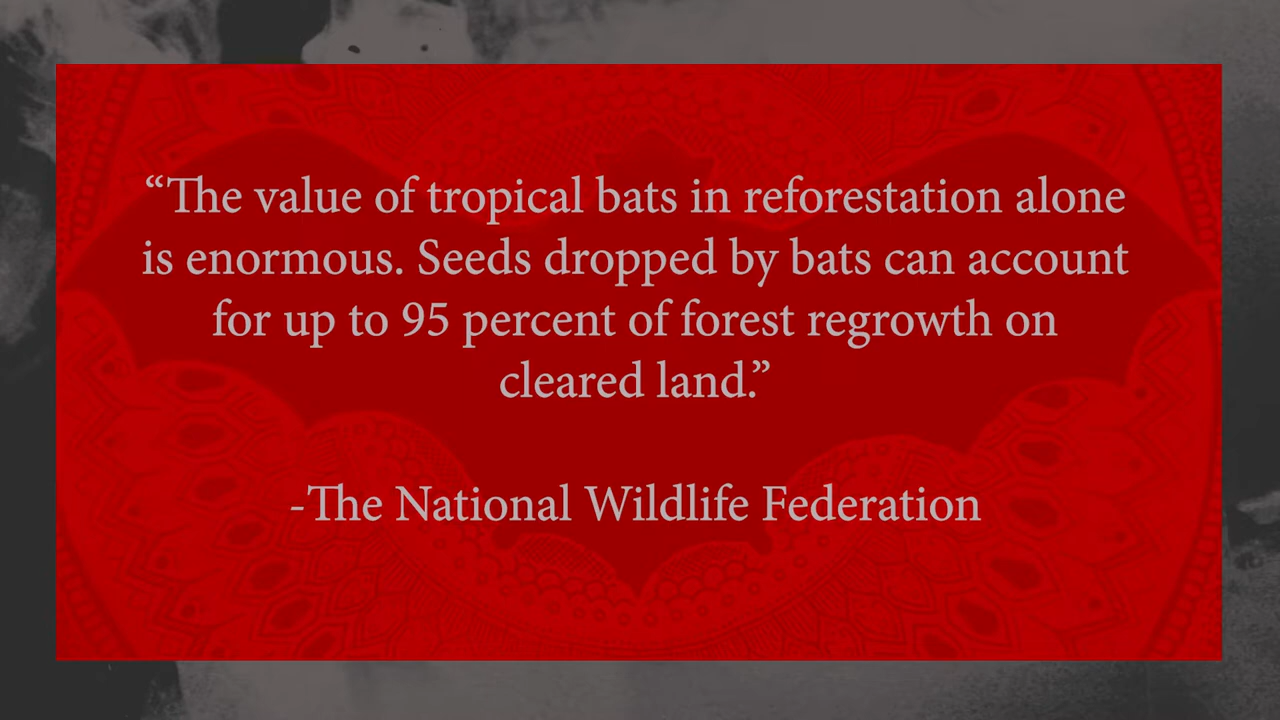 “The value of tropical bats in reforestation alone
is enormous. Seeds dropped by bats can account
for up to 95 percent of forest regrowth on
cleared land.”
-The National Wildlife Federation